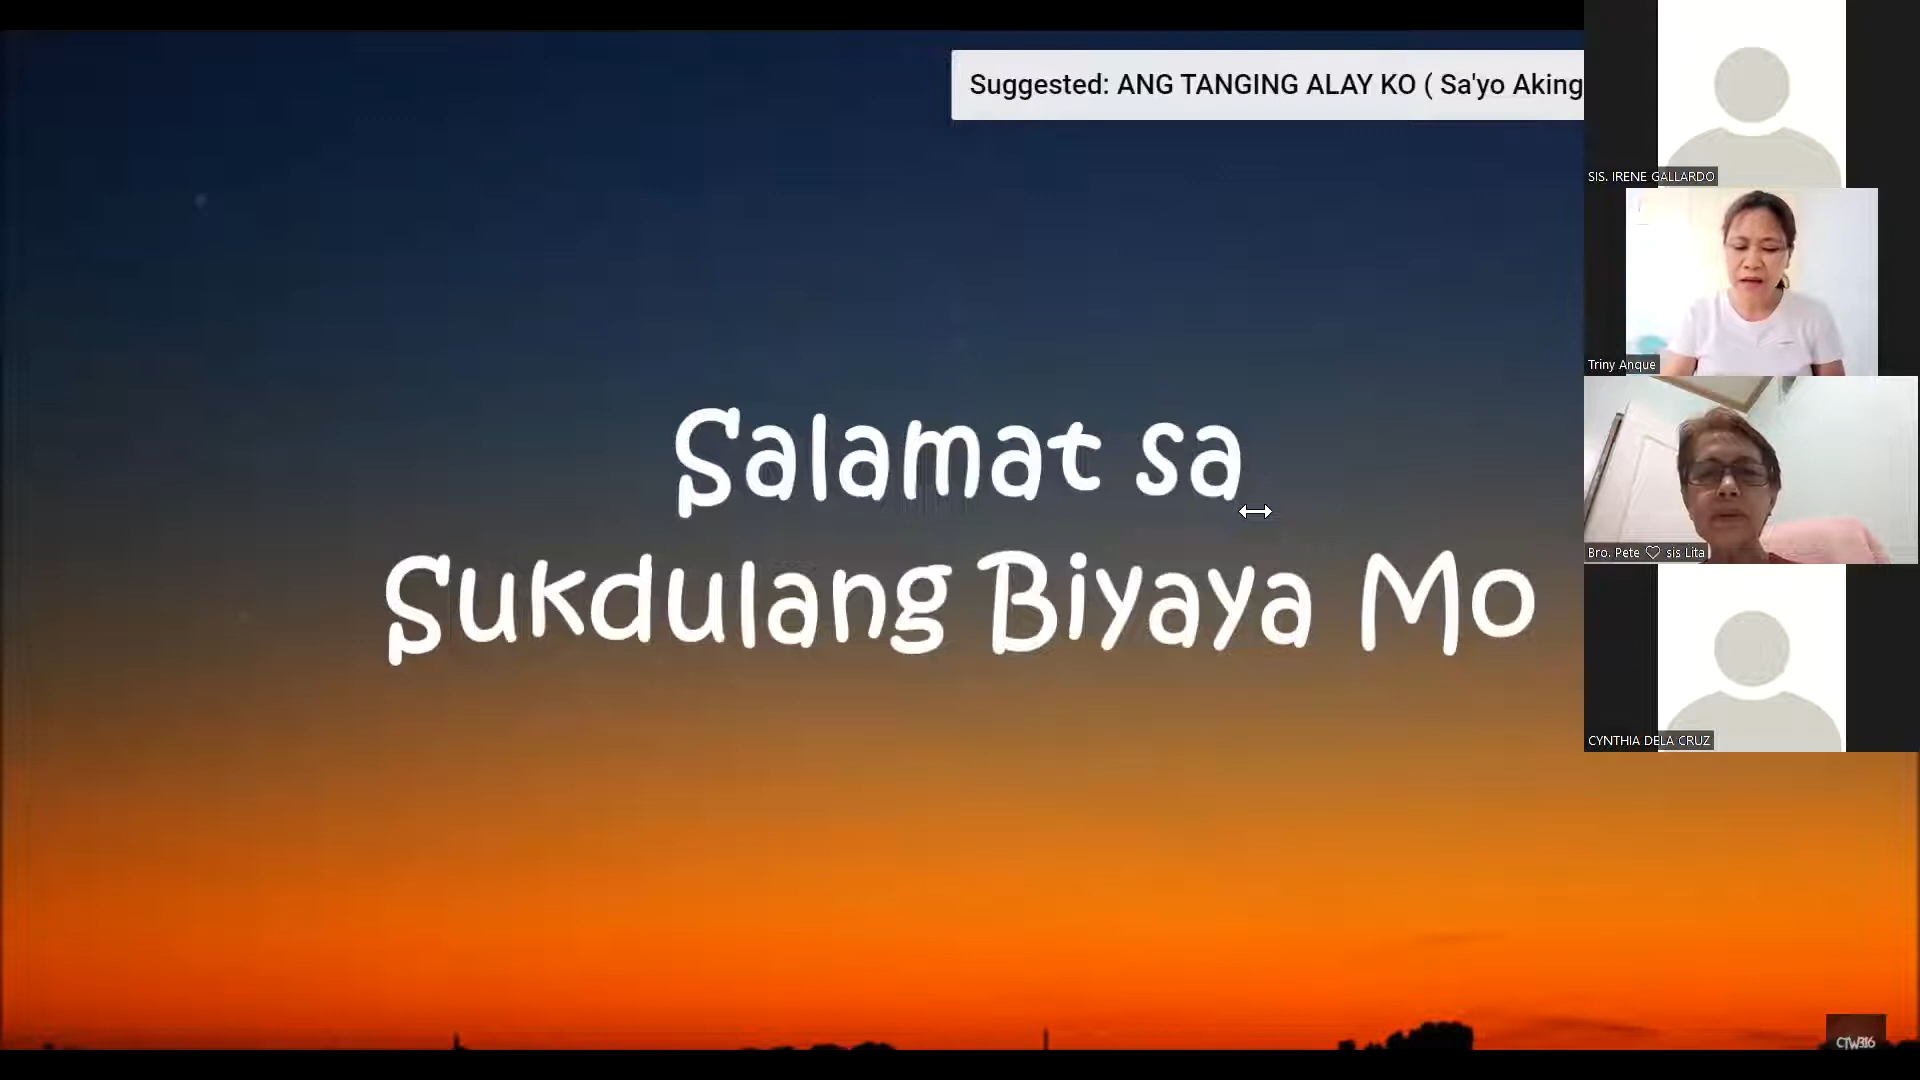 Suggested: ANG TANGING ALAY KO ( Sa'yo Aking
SIS. IRENE GALLARDO
Triny Anque
Salamat sa
Sukdulang Biyaya Mo
Bro. Pete ♡ sis Lita
CYNTHIA DELA CRUZ
CTW316